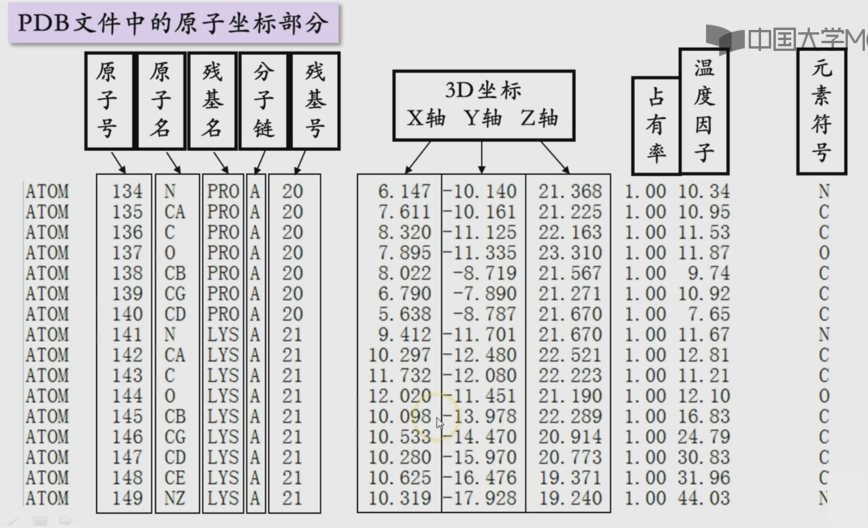 PDB文件中的原子坐标部分
中国大学M
原子号 原子名 残基名 分子链 残基号 3D坐标 占有率 温度因子 元素符号
X轴 Y轴 Z轴
ATOM 134 N PRO A 20 6.147 -10.140 21.368 1.00 10.34 N
ATOM 135 CA PRO A 20 7.611 -10.161 21.225 1.00 10.95 C
ATOM 136 C PRO A 20 8.320 -11.125 22.163 1.00 11.53 C
ATOM 137 O PRO A 20 7.895 -11.335 23.310 1.00 11.87 O
ATOM 138 CB PRO A 20 8.022 -8.719 21.567 1.00 9.74 C
ATOM 139 CG PRO A 20 6.790 -7.890 21.271 1.00 10.92 C
ATOM 140 CD PRO A 20 5.638 -8.787 21.670 1.00 7.65 C
ATOM 141 N LYS A 21 9.412 -11.701 21.670 1.00 11.67 N
ATOM 142 CA LYS A 21 10.297 -12.480 22.521 1.00 12.81 C
ATOM 143 C LYS A 21 11.732 -12.080 22.223 1.00 11.21 C
ATOM 144 O LYS A 21 12.020 -11.451 21.190 1.00 12.10 O
ATOM 145 CB LYS A 21 10.098 -13.978 22.289 1.00 16.83 C
ATOM 146 CG LYS A 21 10.533 -14.470 20.914 1.00 24.79 C
ATOM 147 CD LYS A 21 10.280 -15.970 20.773 1.00 30.83 C
ATOM 148 CE LYS A 21 10.625 -16.476 19.371 1.00 31.96 C
ATOM 149 NZ LYS A 21 10.319 -17.928 19.240 1.00 44.03 N